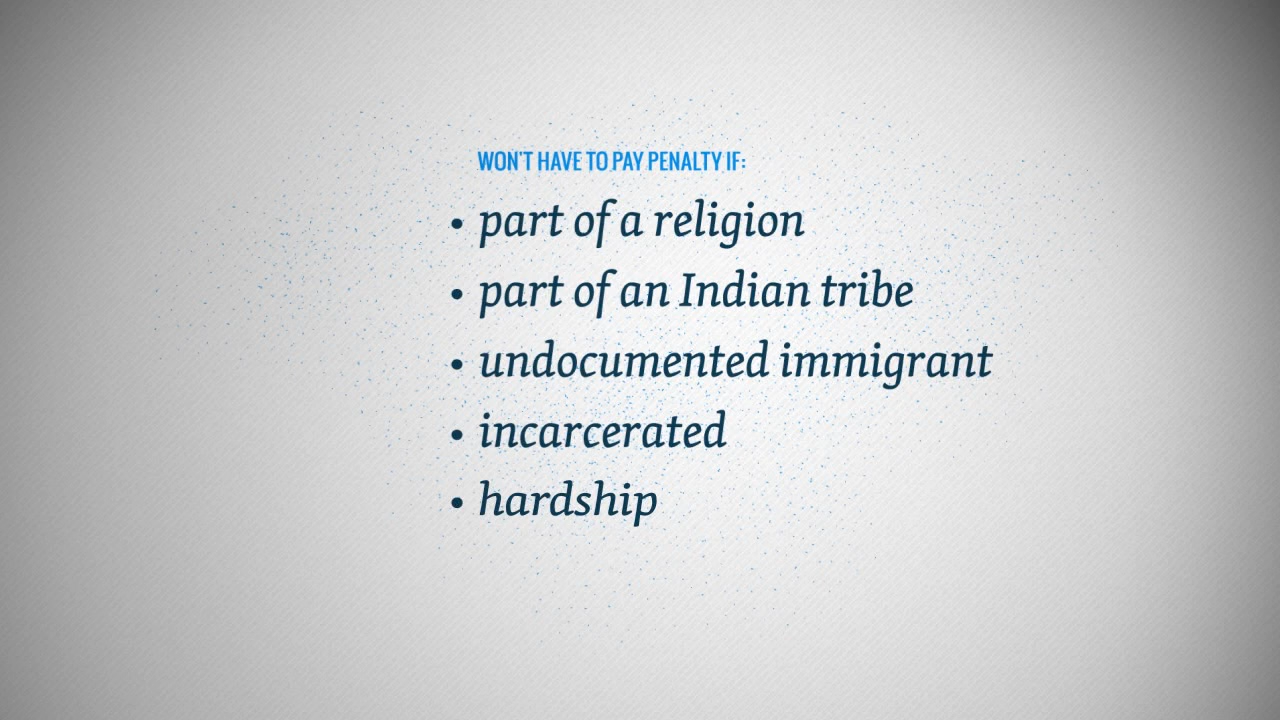 WON'T HAVE TO PAY PENALTY IF:
• part of a religion
• part of an Indian tribe
• undocumented immigrant
• incarcerated
• hardship